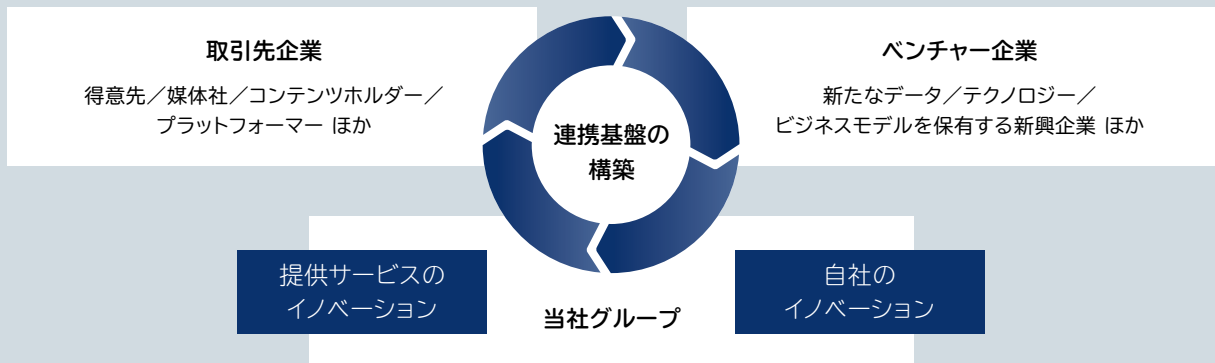 取引先企業
得意先／媒体社／コンテンツホルダー／
プラットフォーマー ほか
連携基盤の
構築
ベンチャー企業
新たなデータ／テクノロジー／
ビジネスモデルを保有する新興企業 ほか
提供サービスの
イノベーション
当社グループ
自社の
イノベーション